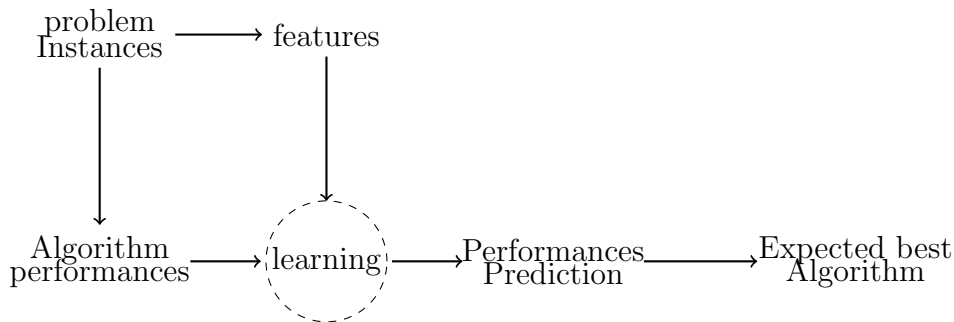 problem
Instances
features
Algorithm
performances
learning
Performances
Prediction
Expected best
Algorithm